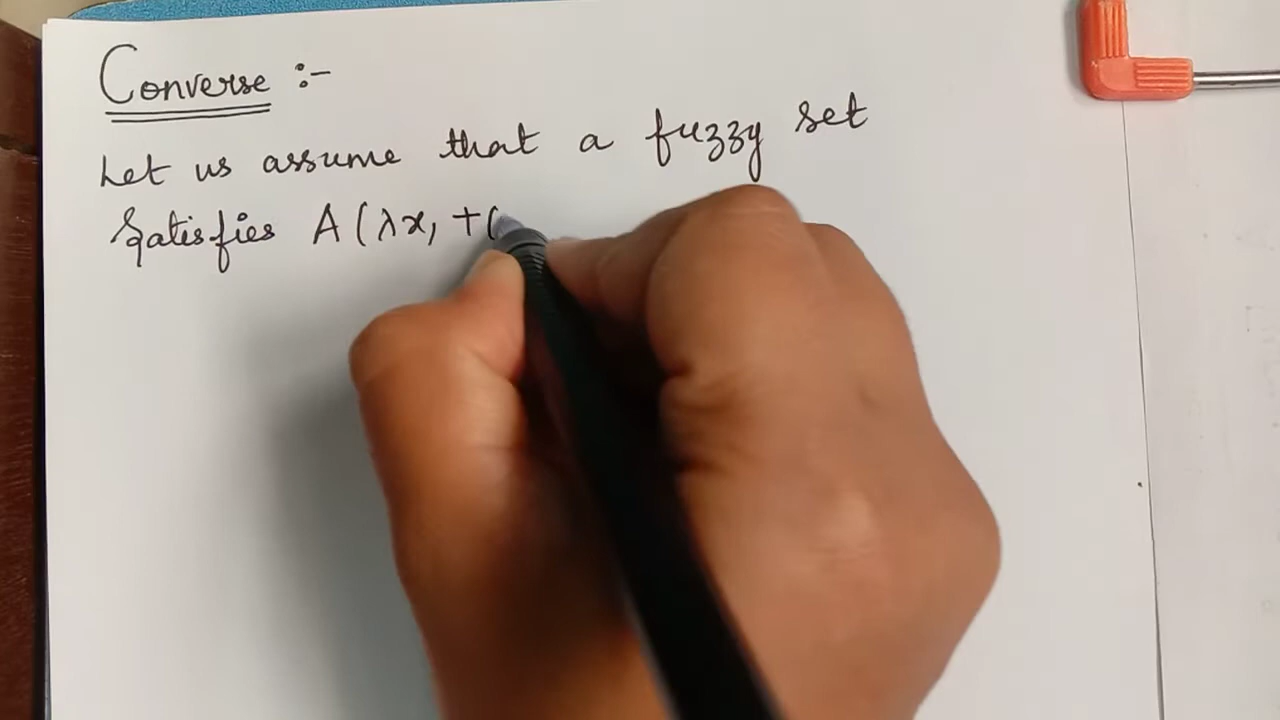 Converse :-
Let us assume that a fuzzy set
Satisfies A(λx, +(